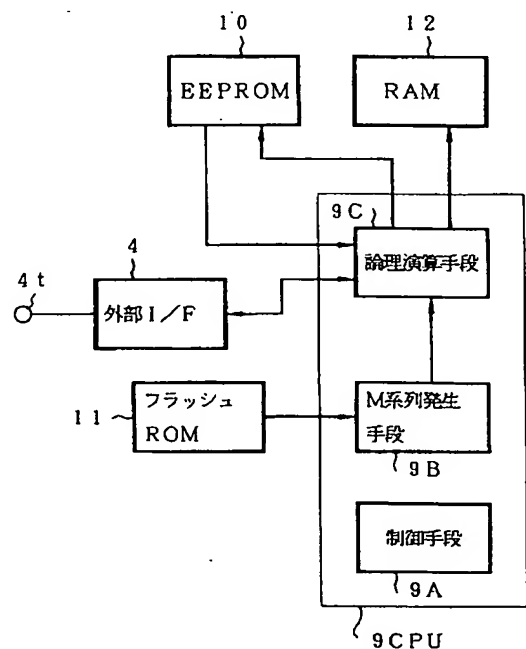 10
12
EEPROM
RAM
9C
論理演算手段
4
4t
外部I/F
フラッシュ
ROM
11
M系列発生
手段
9B
制御手段
9A
9CPU